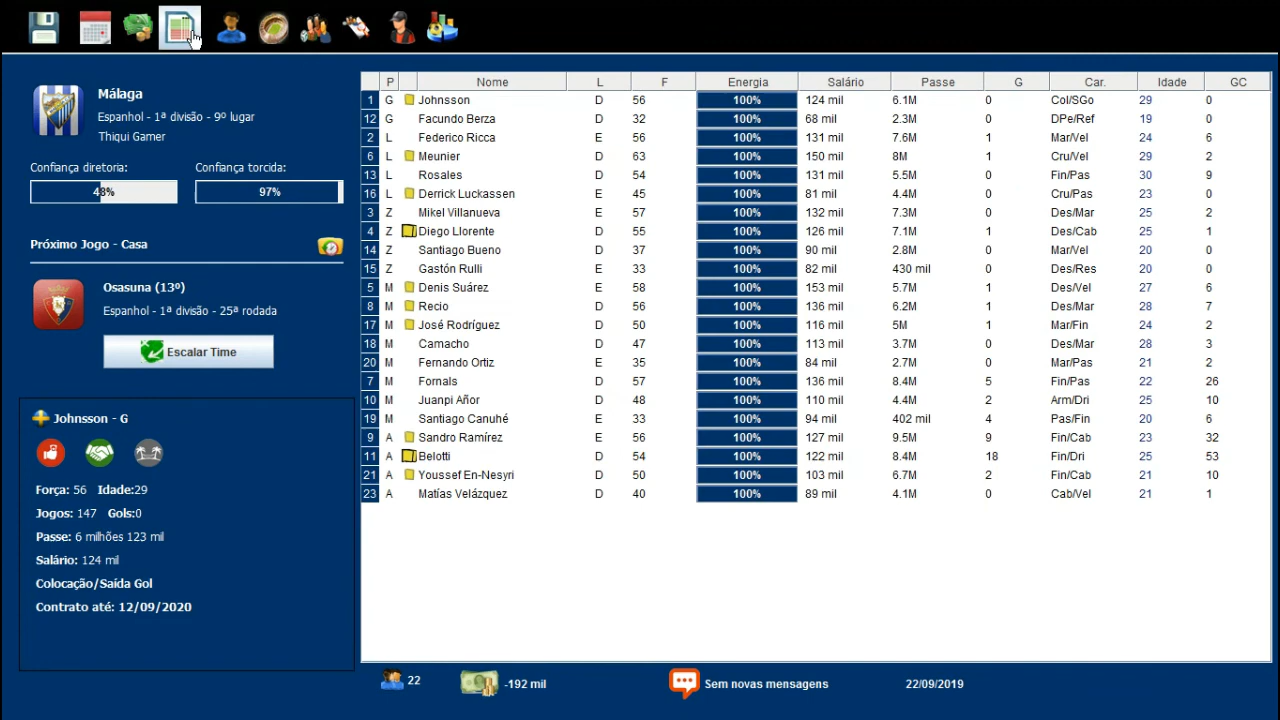 Málaga
Espanhol - 1ª divisão - 9º lugar
Thiqui Gamer
Confiança diretoria: Confiança torcida:
48% 97%
Próximo Jogo - Casa
Osasuna (13º)
Espanhol - 1ª divisão - 25ª rodada
Escalar Time
Johnsson - G
Força: 56 Idade:29
Jogos: 147 Gols:0
Passe: 6 milhões 123 mil
Salário: 124 mil
Colocação/Saída Gol
Contrato até: 12/09/2020
P Nome L F Energia Salário Passe G Car. Idade GC
1 G Johnsson D 56 100% 124 mil 6.1M 0 Col/SGo 29 0
12 G Facundo Berza D 32 100% 68 mil 2.3M 0 DPe/Ref 19 0
2 L Federico Ricca E 56 100% 131 mil 7.6M 1 Mar/Vel 24 6
6 L Meunier D 63 100% 150 mil 8M 1 Cru/Vel 29 2
13 L Rosales D 54 100% 131 mil 5.5M 0 Fin/Pas 30 9
16 L Derrick Luckassen E 45 100% 81 mil 4.4M 0 Cru/Pas 23 0
3 Z Mikel Villanueva E 57 100% 132 mil 7.3M 0 Des/Mar 25 2
4 Z Diego Llorente D 55 100% 126 mil 7.1M 1 Des/Cab 25 1
14 Z Santiago Bueno D 37 100% 90 mil 2.8M 0 Mar/Vel 20 0
15 Z Gastón Rulli E 33 100% 82 mil 430 mil 0 Des/Res 20 0
5 M Denis Suárez E 58 100% 153 mil 5.7M 1 Des/Vel 27 6
8 M Recio D 56 100% 136 mil 6.2M 1 Des/Mar 28 7
17 M José Rodríguez D 50 100% 116 mil 5M 1 Mar/Fin 24 2
18 M Camacho D 47 100% 113 mil 3.7M 0 Des/Mar 28 3
20 M Fernando Ortiz E 35 100% 84 mil 2.7M 0 Mar/Pas 21 2
7 M Fornals D 57 100% 136 mil 8.4M 5 Fin/Pas 22 26
10 M Juanpi Añor D 48 100% 110 mil 4.4M 2 Arm/Dri 25 10
19 M Santiago Canuhé E 33 100% 94 mil 402 mil 4 Pas/Fin 20 6
9 A Sandro Ramírez E 56 100% 127 mil 9.5M 9 Fin/Cab 23 32
11 A Belotti D 54 100% 122 mil 8.4M 18 Fin/Dri 25 53
21 A Youssef En-Nesyri D 50 100% 103 mil 6.7M 2 Fin/Cab 21 10
23 A Matías Velázquez D 40 100% 89 mil 4.1M 0 Cab/Vel 21 1
22 -192 mil Sem novas mensagens 22/09/2019